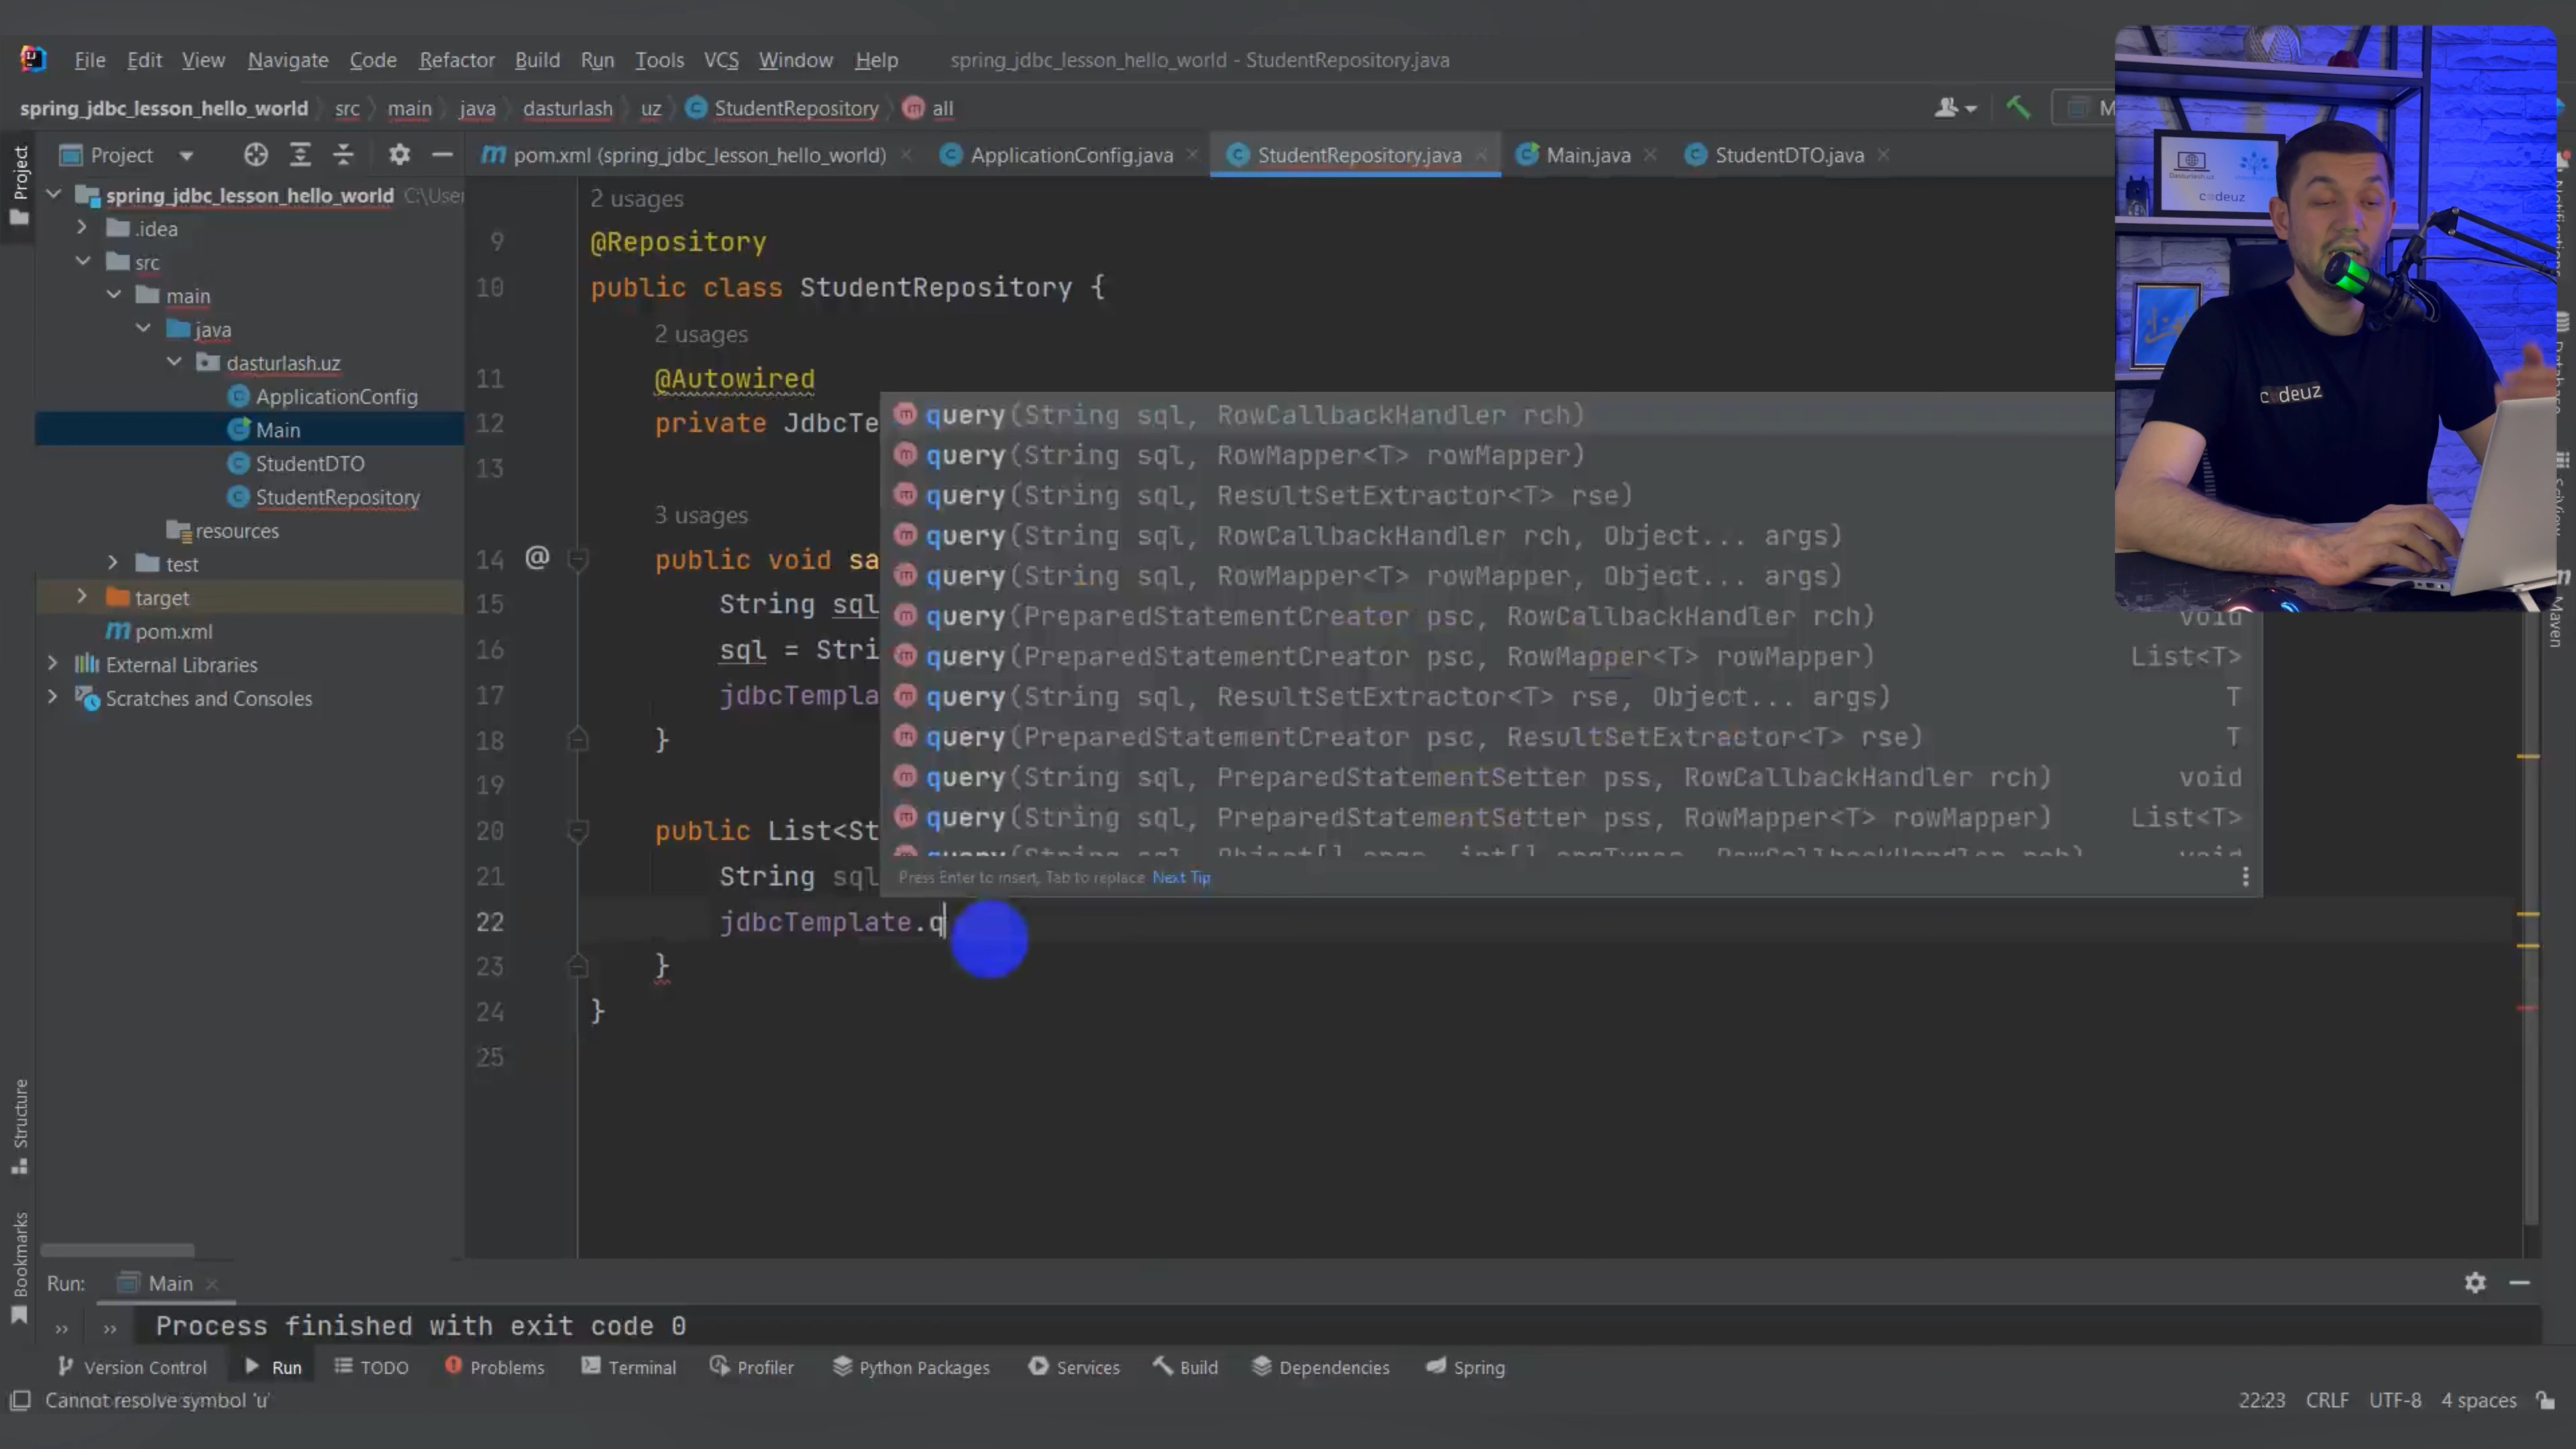 File Edit View Navigate Code Refactor Build Run Tools VCS Window Help spring_jdbc_lesson_hello_world - StudentRepository.java
spring_jdbc_lesson_hello_world src main java dasturlash uz StudentRepository all
Project
Project
pom.xml (spring_jdbc_lesson_hello_world) ApplicationConfig.java StudentRepository.java Main.java StudentDTO.java
spring_jdbc_lesson_hello_world C:\User
.idea
src
main
java
dasturlash.uz
ApplicationConfig
Main
StudentDTO
StudentRepository
resources
test
target
pom.xml
External Libraries
Scratches and Consoles
2 usages
9 @Repository
10 public class StudentRepository {
2 usages
11 @Autowired
12 private JdbcTe
13
3 usages
14 @ public void sa
15 String sql
16 sql = Stri
17 jdbcTempla
18 }
19
20 public List<St
21 String sql
22 jdbcTemplate.q
23 }
24 }
25
query(String sql, RowCallbackHandler rch)
query(String sql, RowMapper<T> rowMapper)
query(String sql, ResultSetExtractor<T> rse)
query(String sql, RowCallbackHandler rch, Object... args)
query(String sql, RowMapper<T> rowMapper, Object... args)
query(PreparedStatementCreator psc, RowCallbackHandler rch) void
query(PreparedStatementCreator psc, RowMapper<T> rowMapper) List<T>
query(String sql, ResultSetExtractor<T> rse, Object... args) T
query(PreparedStatementCreator psc, ResultSetExtractor<T> rse) T
query(String sql, PreparedStatementSetter pss, RowCallbackHandler rch) void
query(String sql, PreparedStatementSetter pss, RowMapper<T> rowMapper) List<T>
Press Enter to insert, Tab to replace Next Tip
Dasturlash.uz
codeuz
codeuz
Maven
Structure
Bookmarks
Run: Main
Process finished with exit code 0
Version Control Run TODO Problems Terminal Profiler Python Packages Services Build Dependencies Spring
Cannot resolve symbol 'u' 22:23 CRLF UTF-8 4 spaces